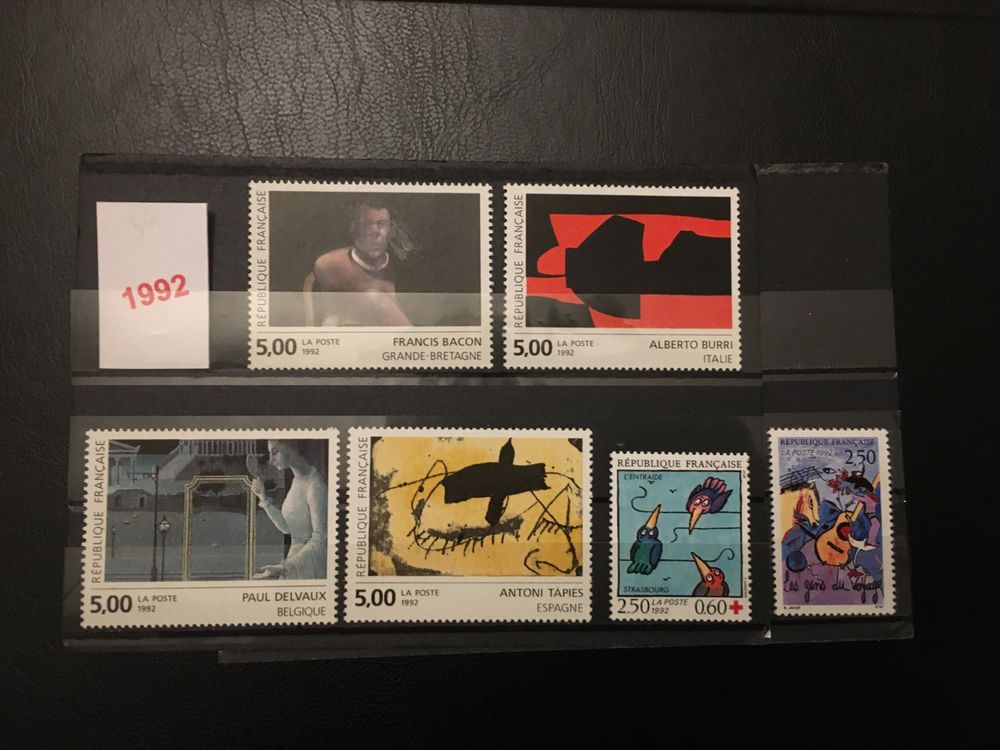 1992
RÉPUBLIQUE FRANÇAISE
5,00 LA POSTE 1992
FRANCIS BACON
GRANDE-BRETAGNE
RÉPUBLIQUE FRANÇAISE
5,00 LA POSTE 1992
ALBERTO BURRI
ITALIE
RÉPUBLIQUE FRANÇAISE
5,00 LA POSTE 1992
PAUL DELVAUX
BELGIQUE
RÉPUBLIQUE FRANÇAISE
5,00 LA POSTE 1992
ANTONI TÀPIES
ESPAGNE
RÉPUBLIQUE FRANÇAISE
L'ENTRAIDE
STRASBOURG
2,50 LA POSTE 1992 0,60
RÉPUBLIQUE FRANÇAISE
LA POSTE 1992 2,50
Les gens du Voyage